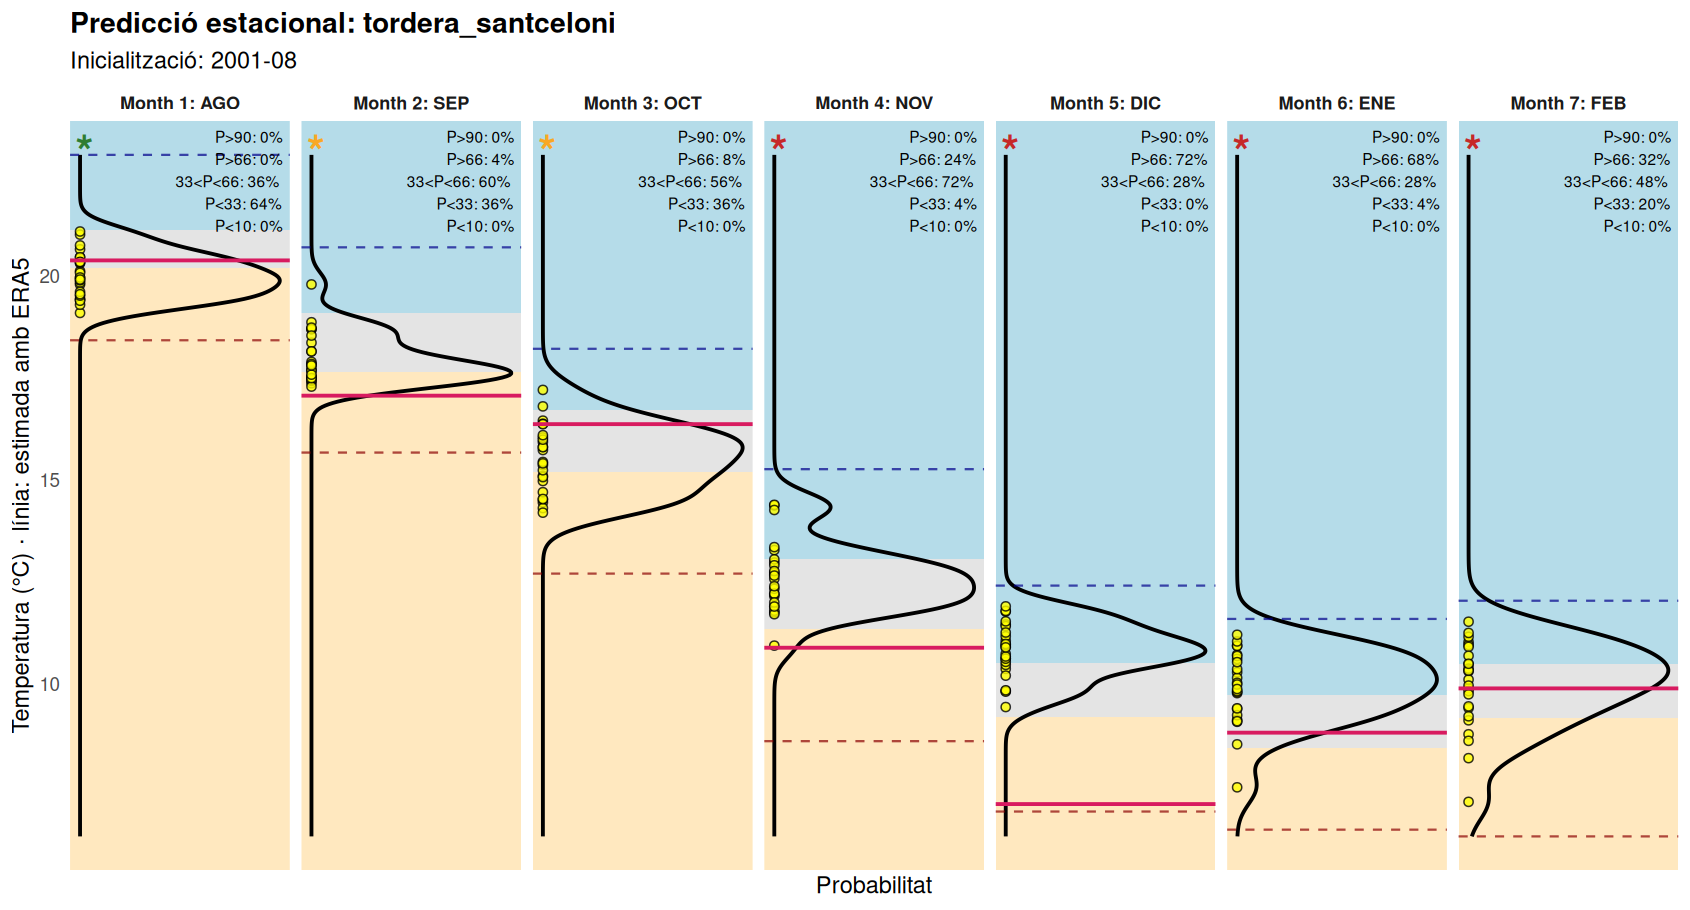 Predicció estacional: tordera_santceloni
Inicialització: 2001-08
Month 1: AGO
Month 2: SEP
Month 3: OCT
Month 4: NOV
Month 5: DIC
Month 6: ENE
Month 7: FEB
*
P>90: 0%
P>66: 0%
33<P<66: 36%
P<33: 64%
P<10: 0%
*
P>90: 0%
P>66: 4%
33<P<66: 60%
P<33: 36%
P<10: 0%
*
P>90: 0%
P>66: 8%
33<P<66: 56%
P<33: 36%
P<10: 0%
*
P>90: 0%
P>66: 24%
33<P<66: 72%
P<33: 4%
P<10: 0%
*
P>90: 0%
P>66: 72%
33<P<66: 28%
P<33: 0%
P<10: 0%
*
P>90: 0%
P>66: 68%
33<P<66: 28%
P<33: 4%
P<10: 0%
*
P>90: 0%
P>66: 32%
33<P<66: 48%
P<33: 20%
P<10: 0%
20
15
10
Temperatura (°C) · línia: estimada amb ERA5
Probabilitat